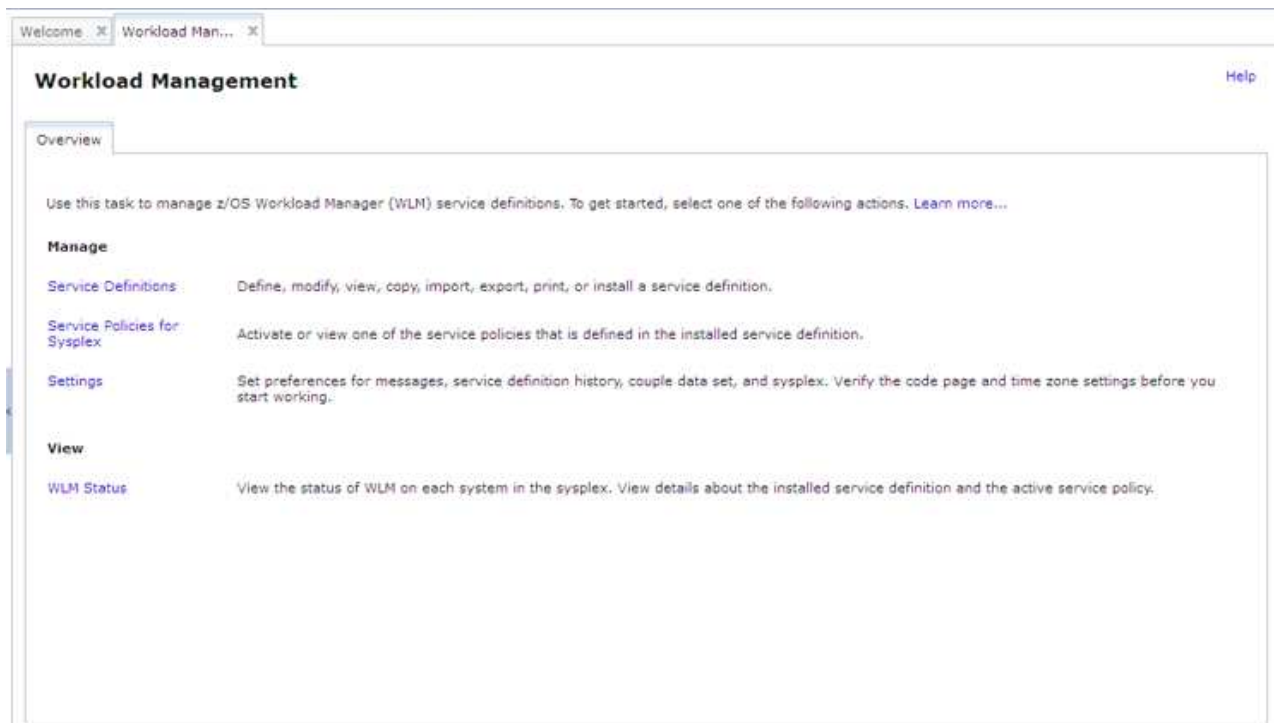 Welcome X Workload Man... X
Workload Management
Help
Overview
Use this task to manage z/OS Workload Manager (WLM) service definitions. To get started, select one of the following actions. Learn more...
Manage
Service Definitions Define, modify, view, copy, import, export, print, or install a service definition.
Service Policies for
Sysplex
Activate or view one of the service policies that is defined in the installed service definition.
Settings Set preferences for messages, service definition history, couple data set, and sysplex. Verify the code page and time zone settings before you
start working.
View
WLM Status View the status of WLM on each system in the sysplex. View details about the installed service definition and the active service policy.